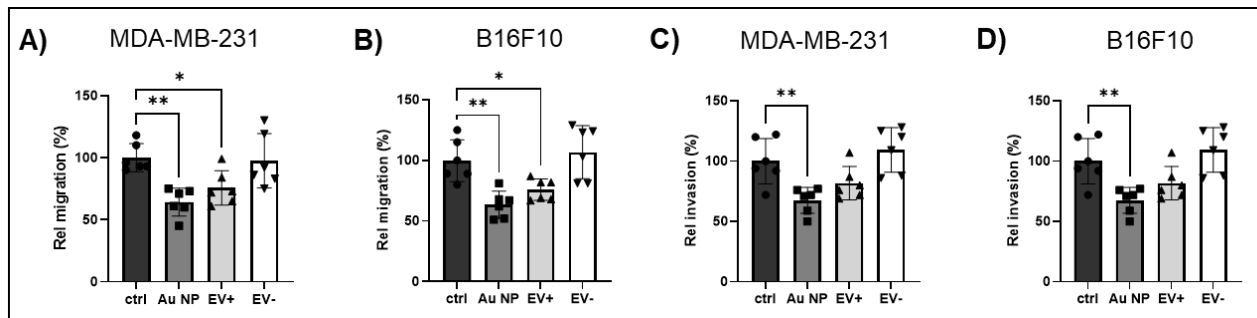 A) MDA-MB-231
Rel migration (%)
150
100
50
0
*
**
ctrl Au NP EV+ EV-
B) B16F10
Rel migration (%)
150
100
50
0
*
**
ctrl Au NP EV+ EV-
C) MDA-MB-231
Rel invasion (%)
150
100
50
0
**
ctrl Au NP EV+ EV-
D) B16F10
Rel invasion (%)
150
100
50
0
**
ctrl Au NP EV+ EV-